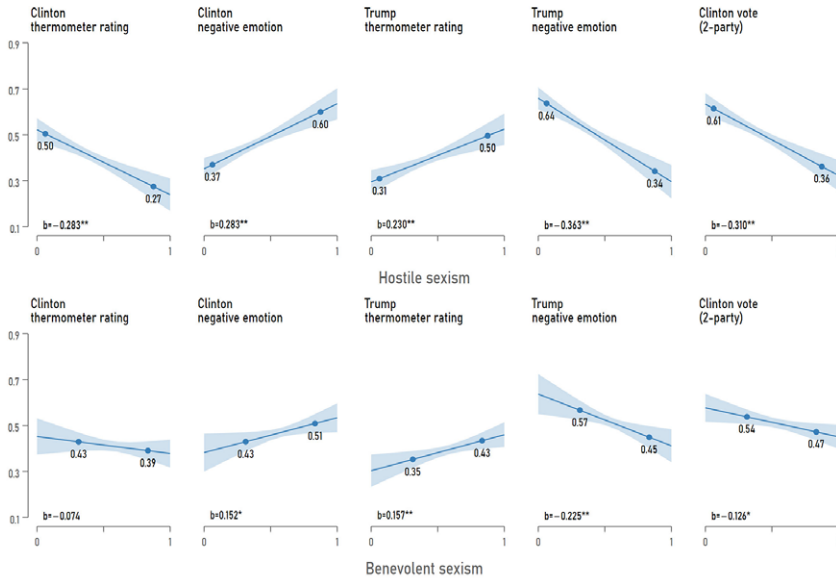 Clinton
thermometer rating
Clinton
negative emotion
Trump
thermometer rating
Trump
negative emotion
Clinton vote
(2-party)
0.9
0.7
0.5
0.3
0.1
0.50
0.27
b=−0.283**
0.37
0.60
b=0.283**
0.31
0.50
b=0.230**
0.64
0.34
b=−0.363**
0.61
0.36
b=−0.310**
0 1 0 1 0 1 0 1 0
Hostile sexism
Clinton
thermometer rating
Clinton
negative emotion
Trump
thermometer rating
Trump
negative emotion
Clinton vote
(2-party)
0.9
0.7
0.5
0.3
0.1
0.43
0.39
b=−0.074
0.43
0.51
b=0.152*
0.35
0.43
b=0.157**
0.57
0.45
b=−0.225**
0.54
0.47
b=−0.126*
0 1 0 1 0 1 0 1 0
Benevolent sexism